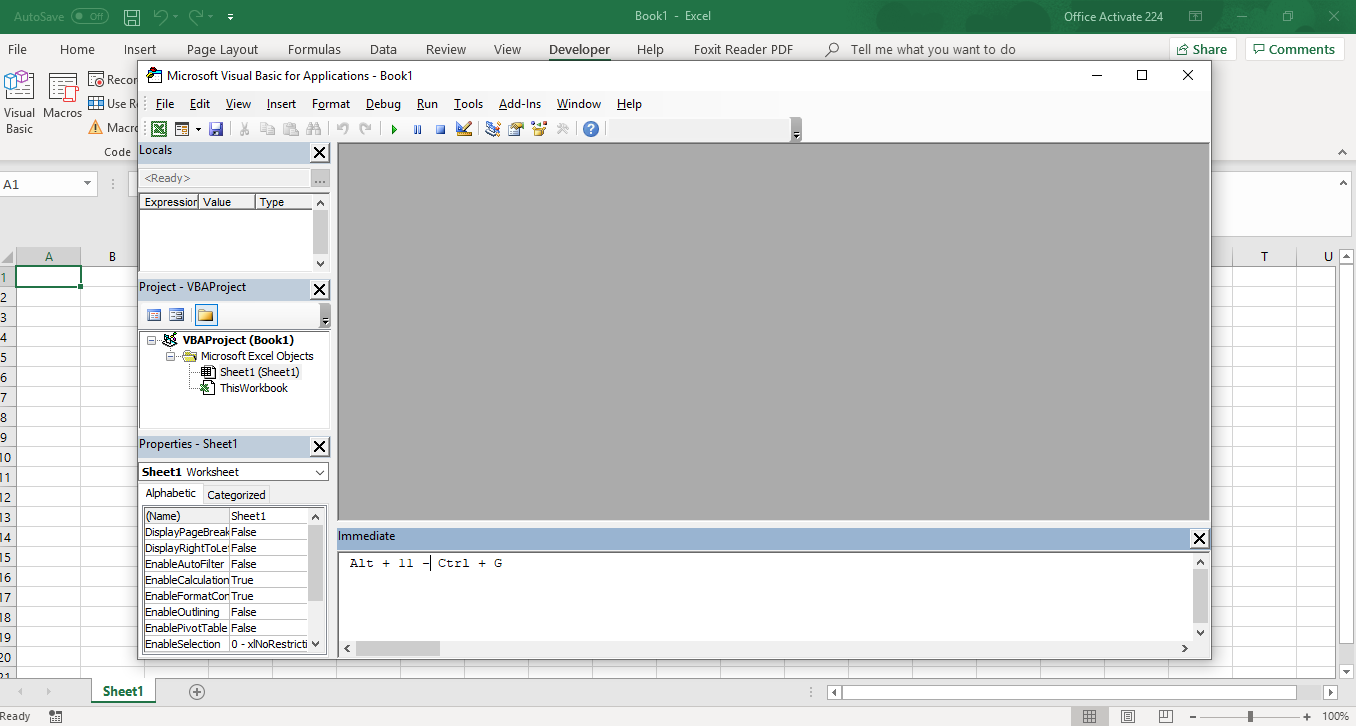 AutoSave Off Book1 - Excel Office Activate 224
File Home Insert Page Layout Formulas Data Review View Developer Help Foxit Reader PDF Tell me what you want to do Share Comments
Visual Basic
Macros
Recor
Use R
Macro
Code
Microsoft Visual Basic for Applications - Book1
File Edit View Insert Format Debug Run Tools Add-Ins Window Help
Locals
<Ready>
...
Expression Value Type
Project - VBAProject
VBAProject (Book1)
Microsoft Excel Objects
Sheet1 (Sheet1)
ThisWorkbook
Properties - Sheet1
Sheet1 Worksheet
Alphabetic Categorized
(Name) Sheet1
DisplayPageBreak False
DisplayRightToLe False
EnableAutoFilter False
EnableCalculation True
EnableFormatCon True
EnableOutlining False
EnablePivotTable False
EnableSelection 0 - xlNoRestricti
Immediate
Alt + 11 - Ctrl + G
A1
A B T U
1
2
3
4
5
6
7
8
9
10
11
12
13
14
15
16
17
18
19
20
21
Sheet1
Ready 100%